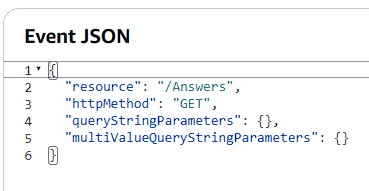 Event JSON
1 {
2 "resource": "/Answers",
3 "httpMethod": "GET",
4 "queryStringParameters": {},
5 "multiValueQueryStringParameters": {}
6 }